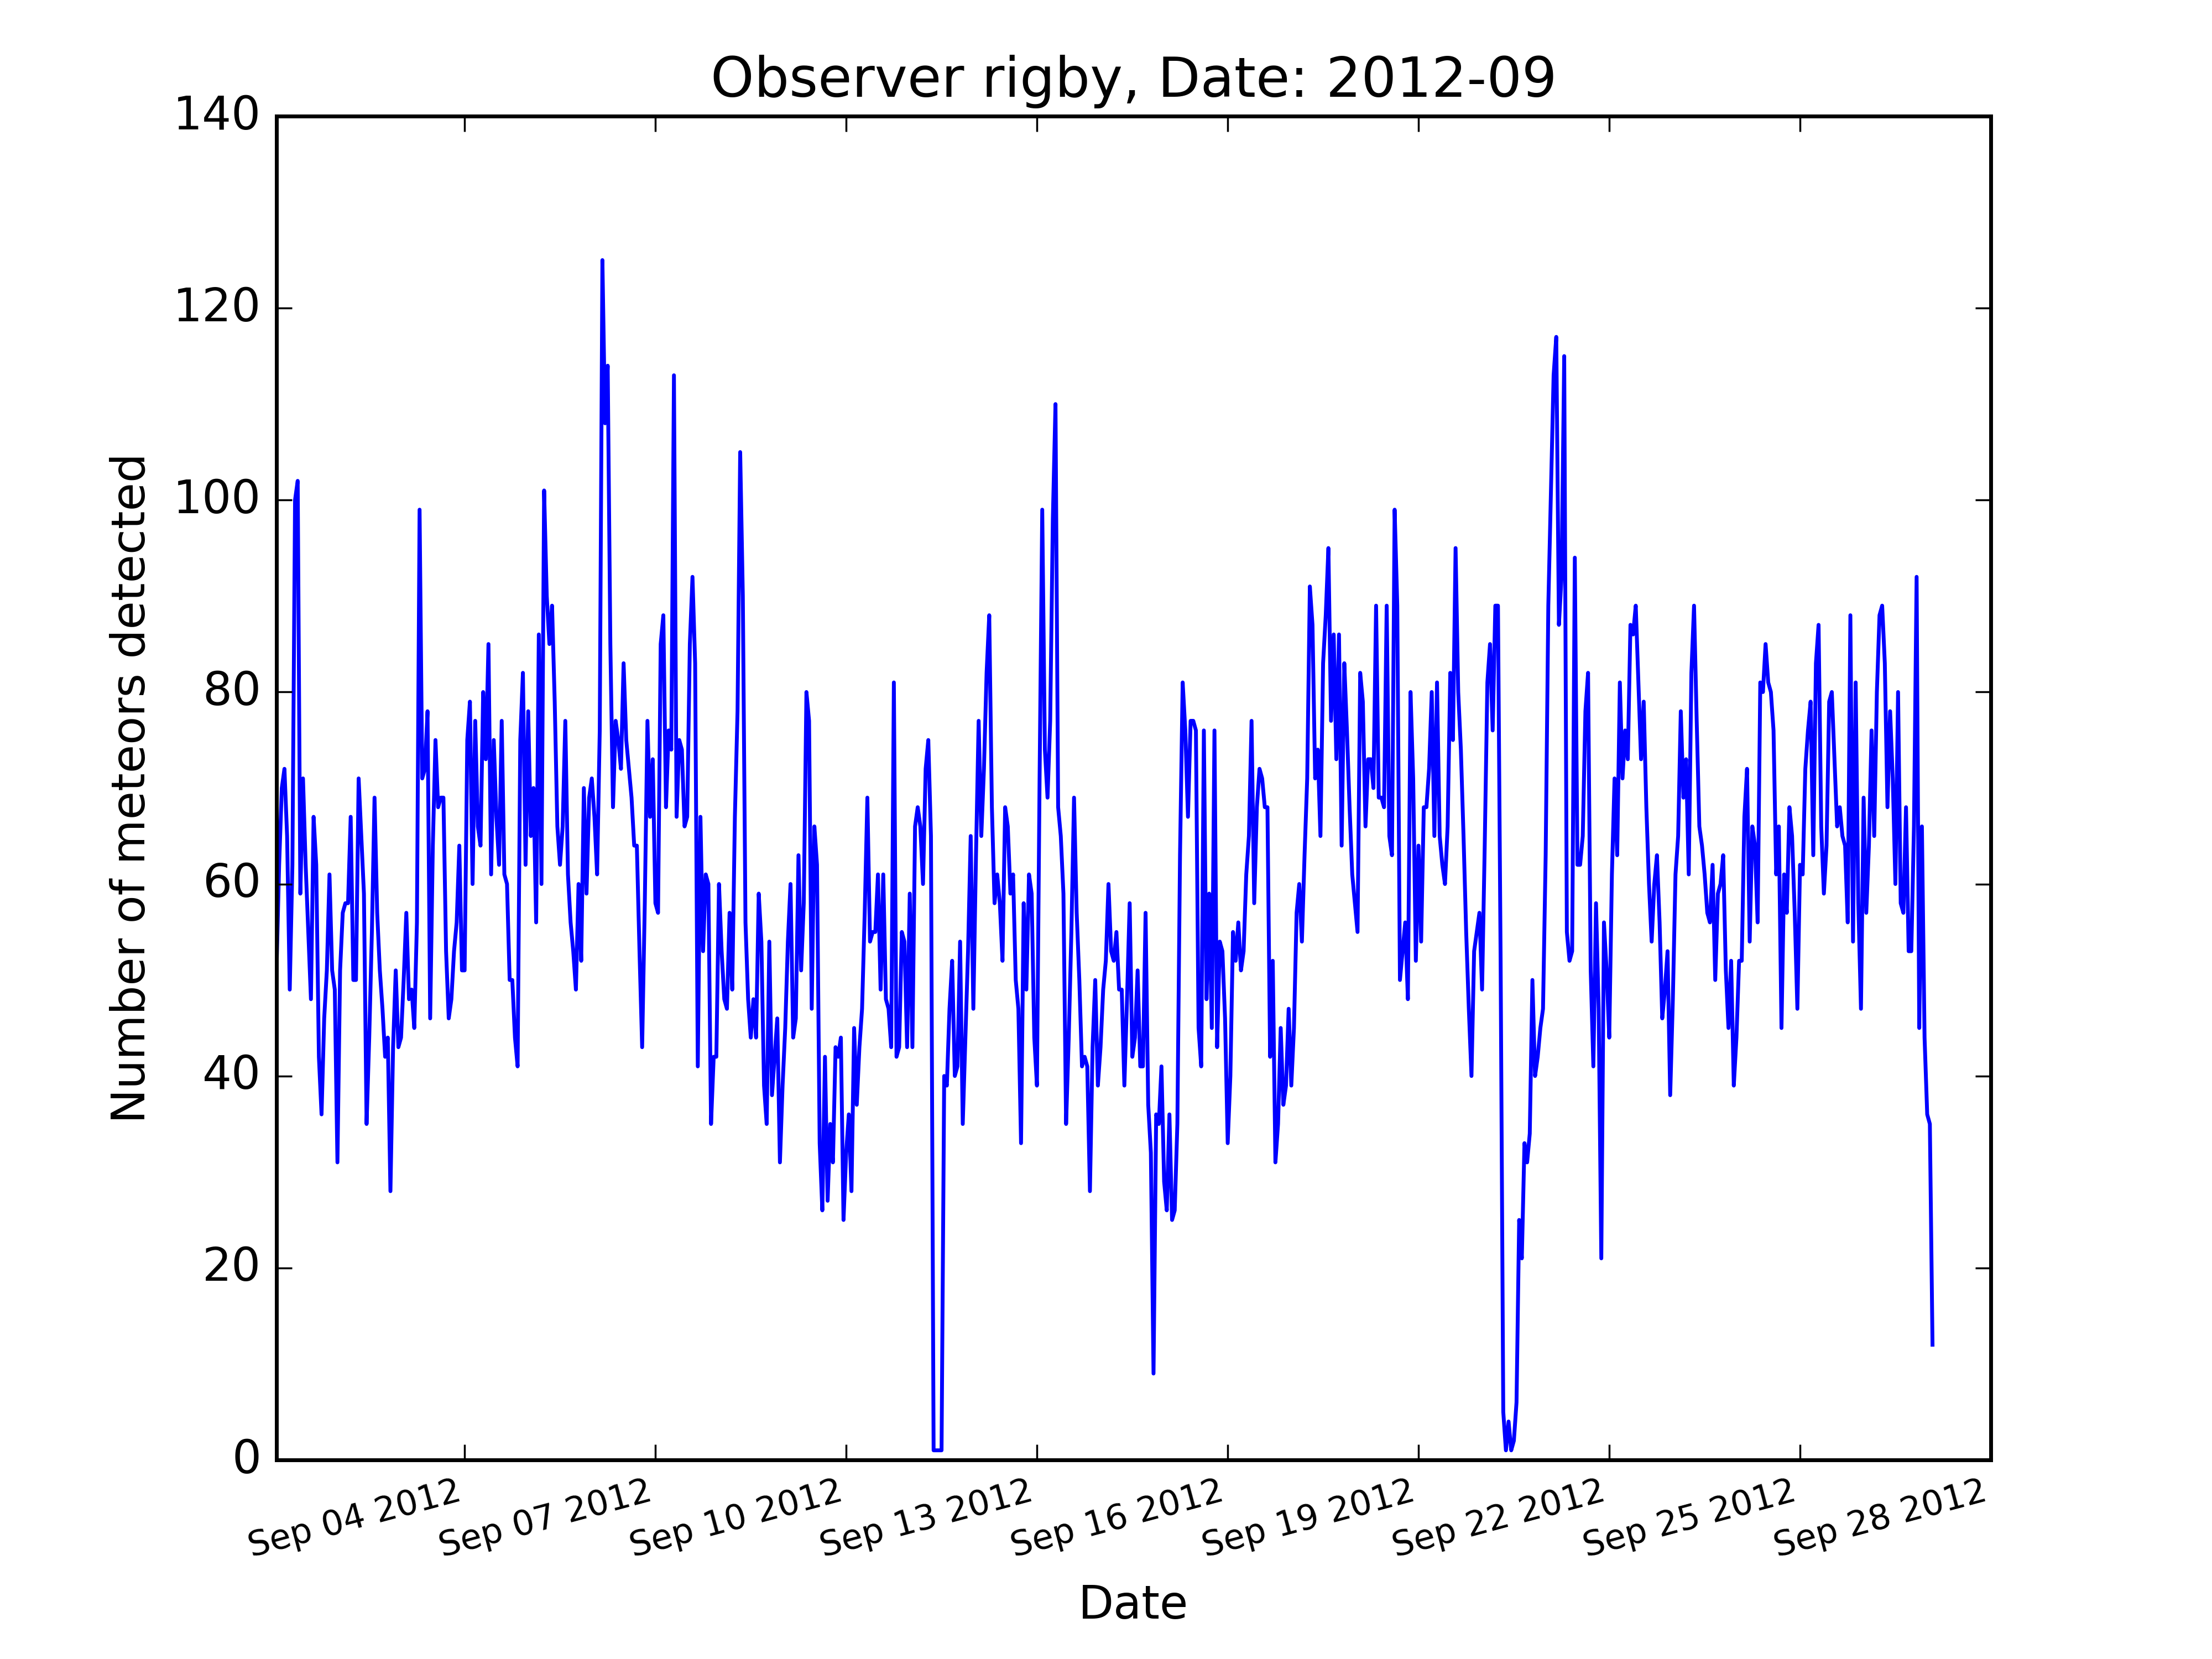 Observer rigby, Date: 2012-09
Number of meteors detected
140
120
100
80
60
40
20
0
Sep 04 2012
Sep 07 2012
Sep 10 2012
Sep 13 2012
Sep 16 2012
Sep 19 2012
Sep 22 2012
Sep 25 2012
Sep 28 2012
Date